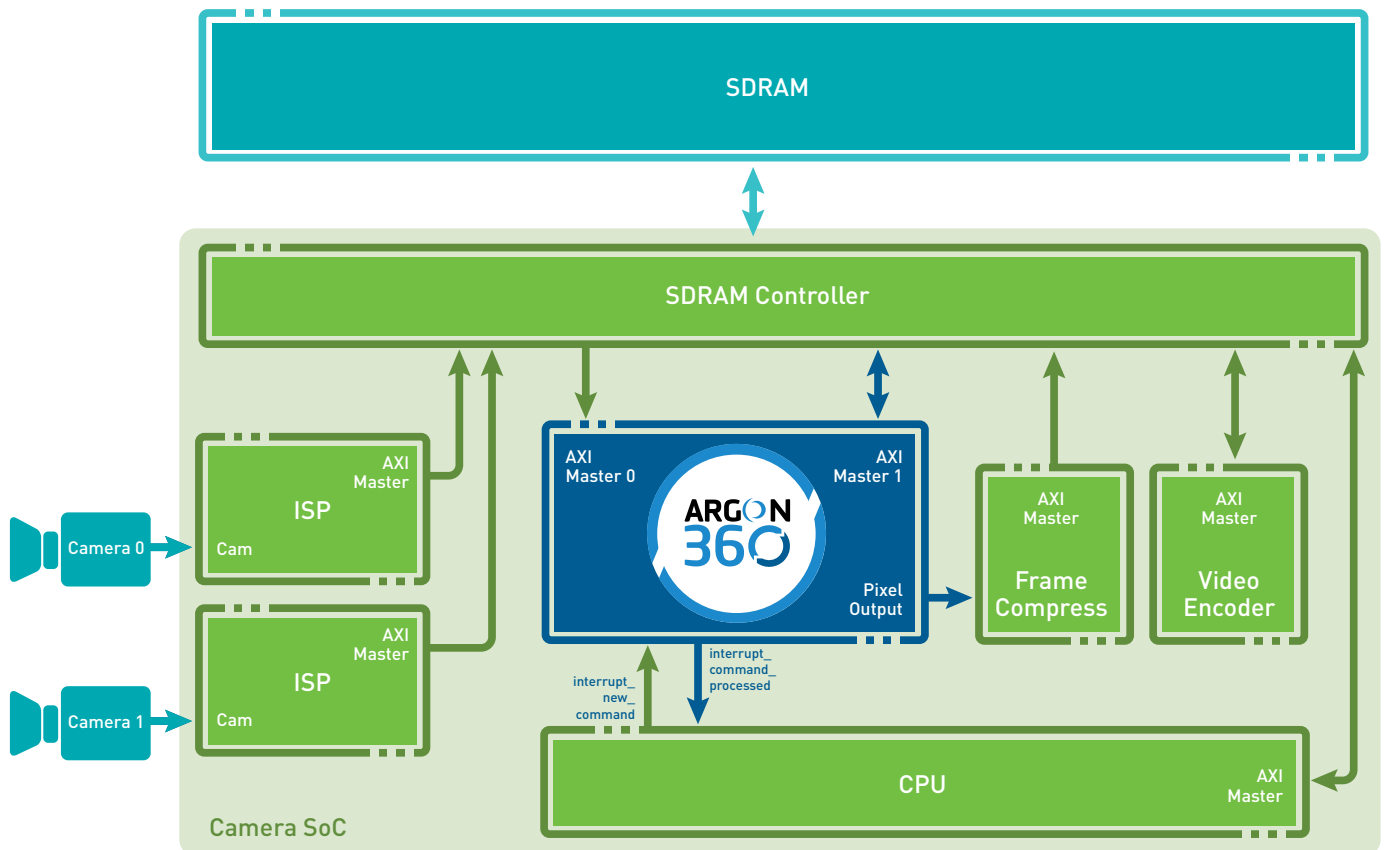 SDRAM
SDRAM Controller
AXI
Master
ISP
Cam
Camera 0
AXI
Master
ISP
Cam
Camera 1
AXI
Master 0
AXI
Master 1
ARGON
360
Pixel
Output
AXI
Master
Frame
Compress
AXI
Master
Video
Encoder
interrupt_
new_
command
interrupt_
command_
processed
CPU
AXI
Master
Camera SoC